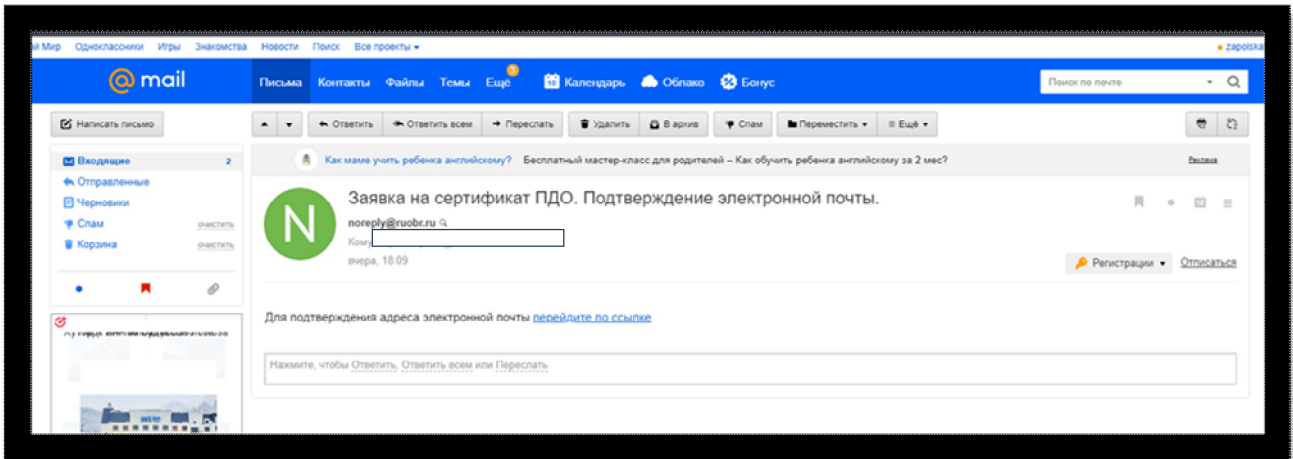 й Мир Одноклассники Игры Знакомства Новости Поиск Все проекты zapolska
@mail Письма Контакты Файлы Темы Ещё 3 10 Календарь Облако Бонус Поиск по почте
Написать письмо Ответить Ответить всем Переслать Удалить В архив Спам Переместить Ещё
Входящие 2
Отправленные
Черновики
Спам очистить
Корзина очистить
Как маме учить ребенка английскому? Бесплатный мастер-класс для родителей – Как обучить ребенка английскому за 2 мес? Реклама
N
Заявка на сертификат ПДО. Подтверждение электронной почты.
noreply@ruobr.ru
Кому
вчера, 18:09
Регистрации Отписаться
Для подтверждения адреса электронной почты перейдите по ссылке
Нажмите, чтобы Ответить, Ответить всем или Переслать